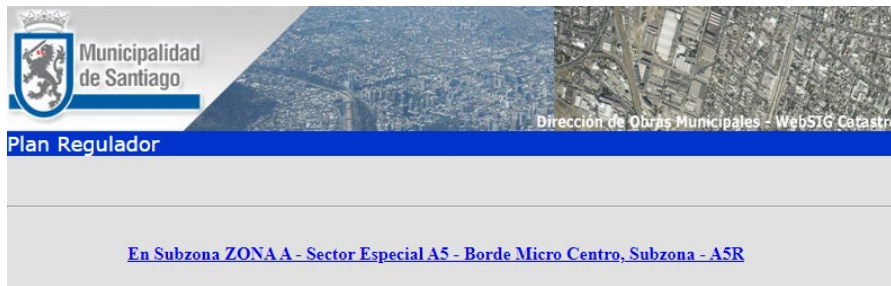 Municipalidad
de Santiago
Dirección de Obras Municipales - WebSIG Catastr
Plan Regulador
En Subzona ZONA A - Sector Especial A5 - Borde Micro Centro, Subzona - A5R